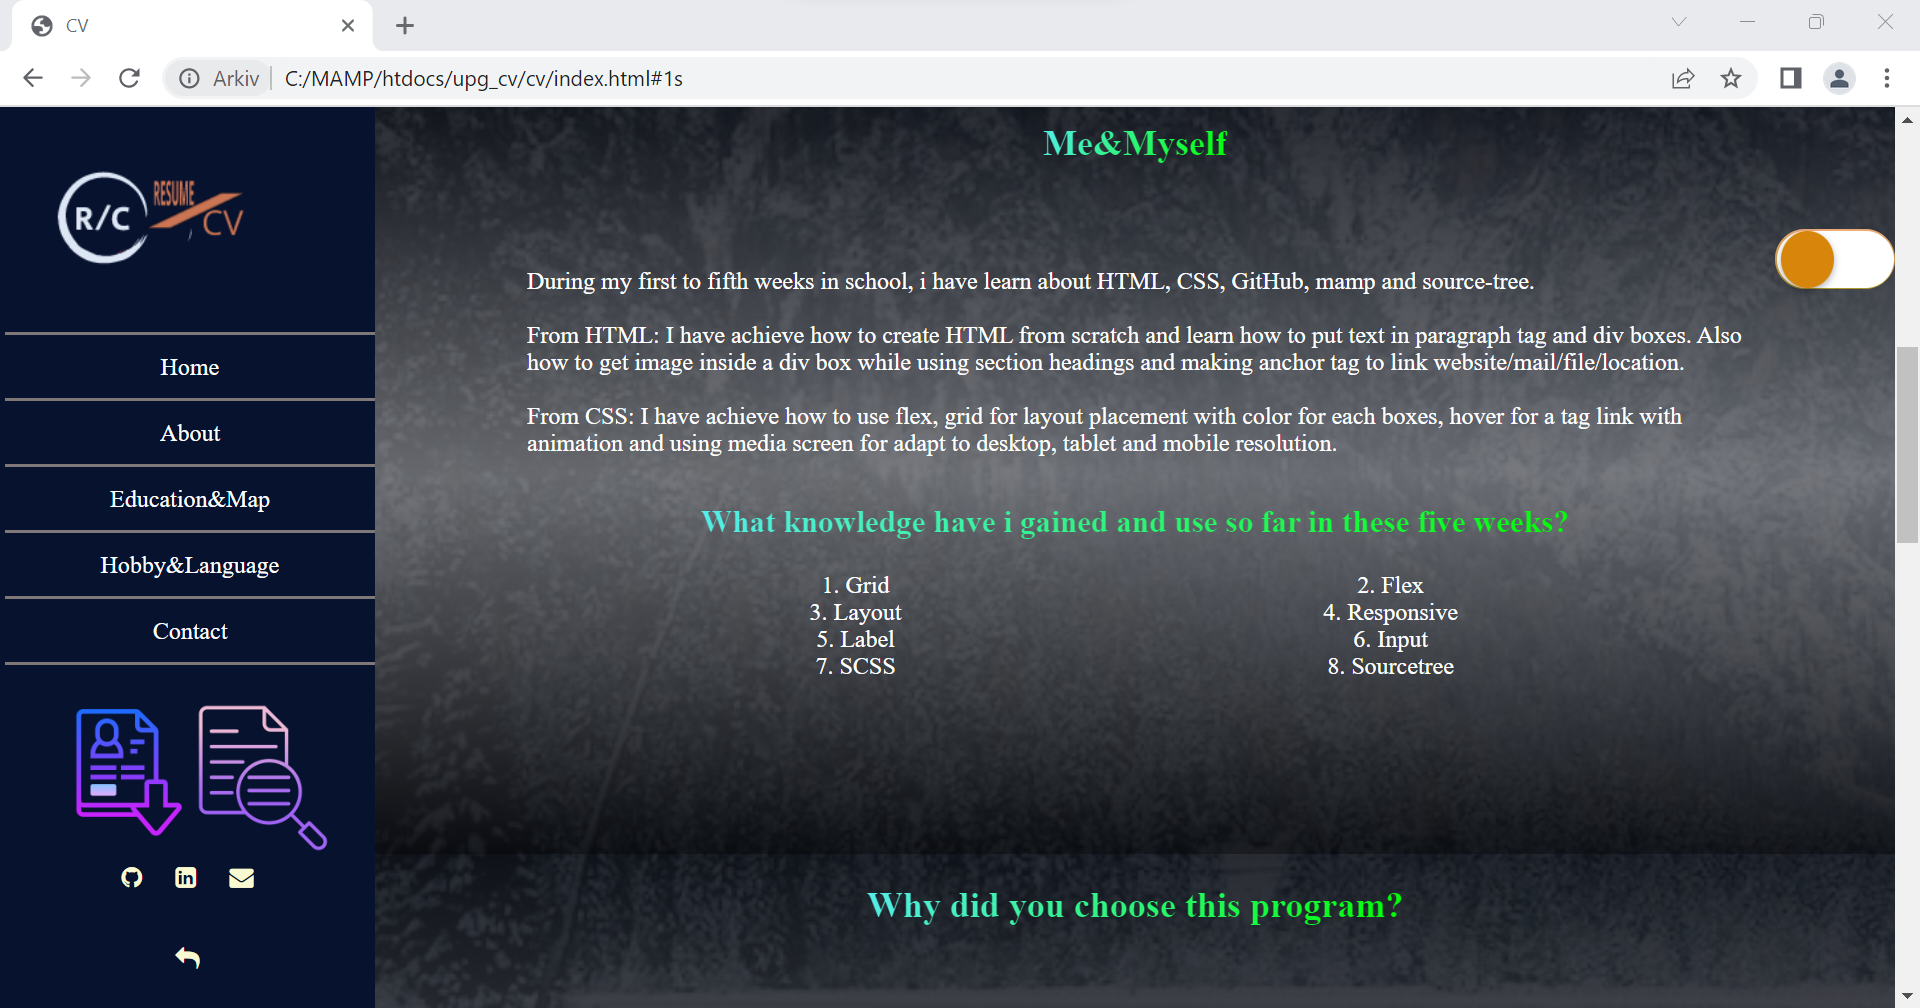 CV
Arkiv
C:/MAMP/htdocs/upg_cv/cv/index.html#1s
R/C
RESUME
CV
Home
About
Education&Map
Hobby&Language
Contact
in
Me&Myself
During my first to fifth weeks in school, i have learn about HTML, CSS, GitHub, mamp and source-tree.
From HTML: I have achieve how to create HTML from scratch and learn how to put text in paragraph tag and div boxes. Also
how to get image inside a div box while using section headings and making anchor tag to link website/mail/file/location.
From CSS: I have achieve how to use flex, grid for layout placement with color for each boxes, hover for a tag link with
animation and using media screen for adapt to desktop, tablet and mobile resolution.
What knowledge have i gained and use so far in these five weeks?
1. Grid
2. Flex
3. Layout
4. Responsive
5. Label
6. Input
7. SCSS
8. Sourcetree
Why did you choose this program?